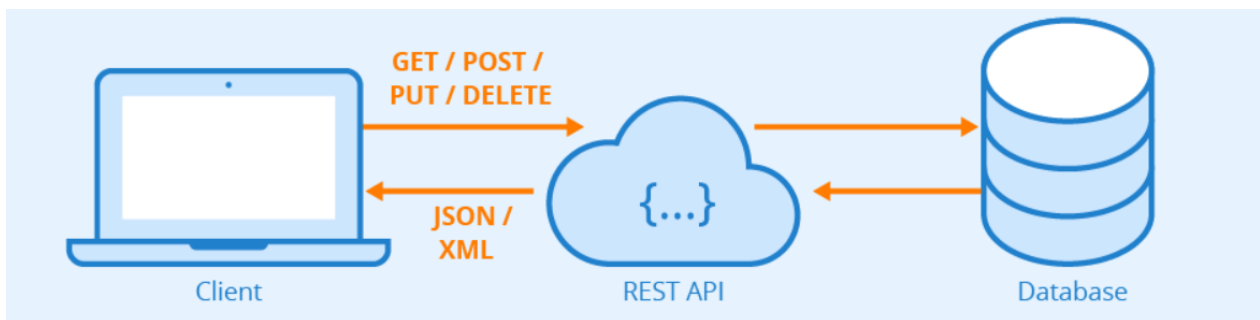 GET / POST /
PUT / DELETE
{...}
JSON /
XML
Client
REST API
Database